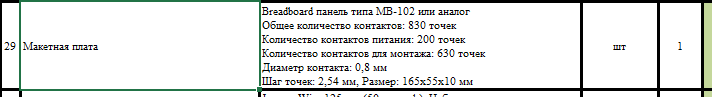 29
Макетная плата
Breadboard панель типа MB-102 или аналог
Общее количество контактов: 830 точек
Количество контактов питания: 200 точек
Количество контактов для монтажа: 630 точек
Диаметр контакта: 0,8 мм
Шаг точек: 2,54 мм, Размер: 165x55x10 мм
шт
1